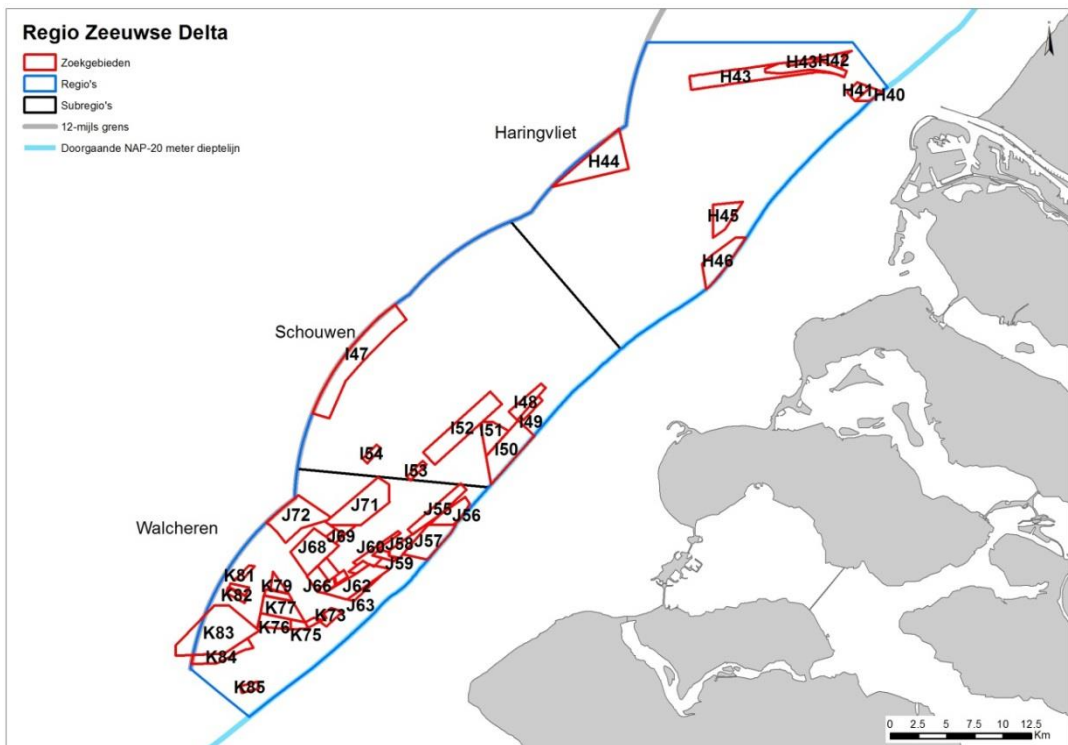 Regio Zeeuwse Delta
Zoekgebieden
Regio's
Subregio's
12-mijls grens
Doorgaande NAP-20 meter dieptelijn
H43
H43
H42
H41
H40
Haringvliet
H44
H45
H46
Schouwen
I47
I48
I49
I52
I51
I50
I54
I53
J71
J55
J72
J56
Walcheren
J69
J68
J60
J58
J57
J59
K81
K79
J66
J62
K82
K77
J63
K73
K83
K76
K75
K84
K85
0 2.5 5 7.5 10 12.5
Km